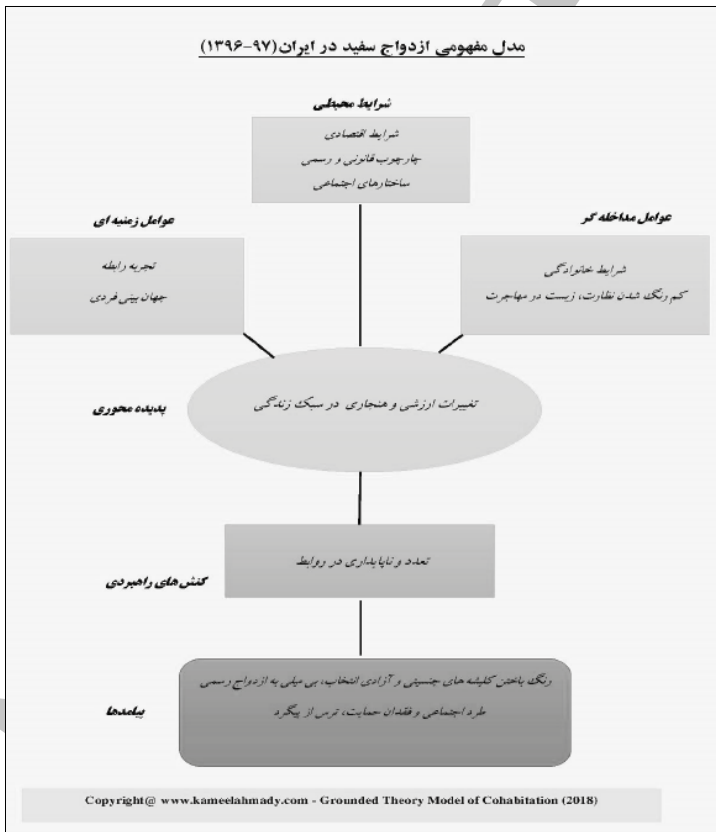 مدل مفهومی ازدواج سفید در ایران(۹۷-۱۳۹۶)
شرایط محیطی
شرایط اقتصادی
چارچوب قانونی و رسمی
ساختارهای اجتماعی
عوامل مداخله گر
شرایط خانوادگی
کم رنگ شدن نظارت، زیست در مهاجرت
عوامل زمنیه ای
تجربه رابطه
جهان بینی فردی
تغییرات ارزشی و هنجاری در سبک زندگی
پدیده محوری
تعدد و ناپایداری در روابط
کنش های راهبردی
رنگ باختن کلیشه های جنسیتی و آزادی انتخاب، بی میلی به ازدواج رسمی
طرد اجتماعی و فقدان حمایت، ترس از پیگرد
پیامدها
Copyright@ www.kameelahmady.com - Grounded Theory Model of Cohabitation (2018)